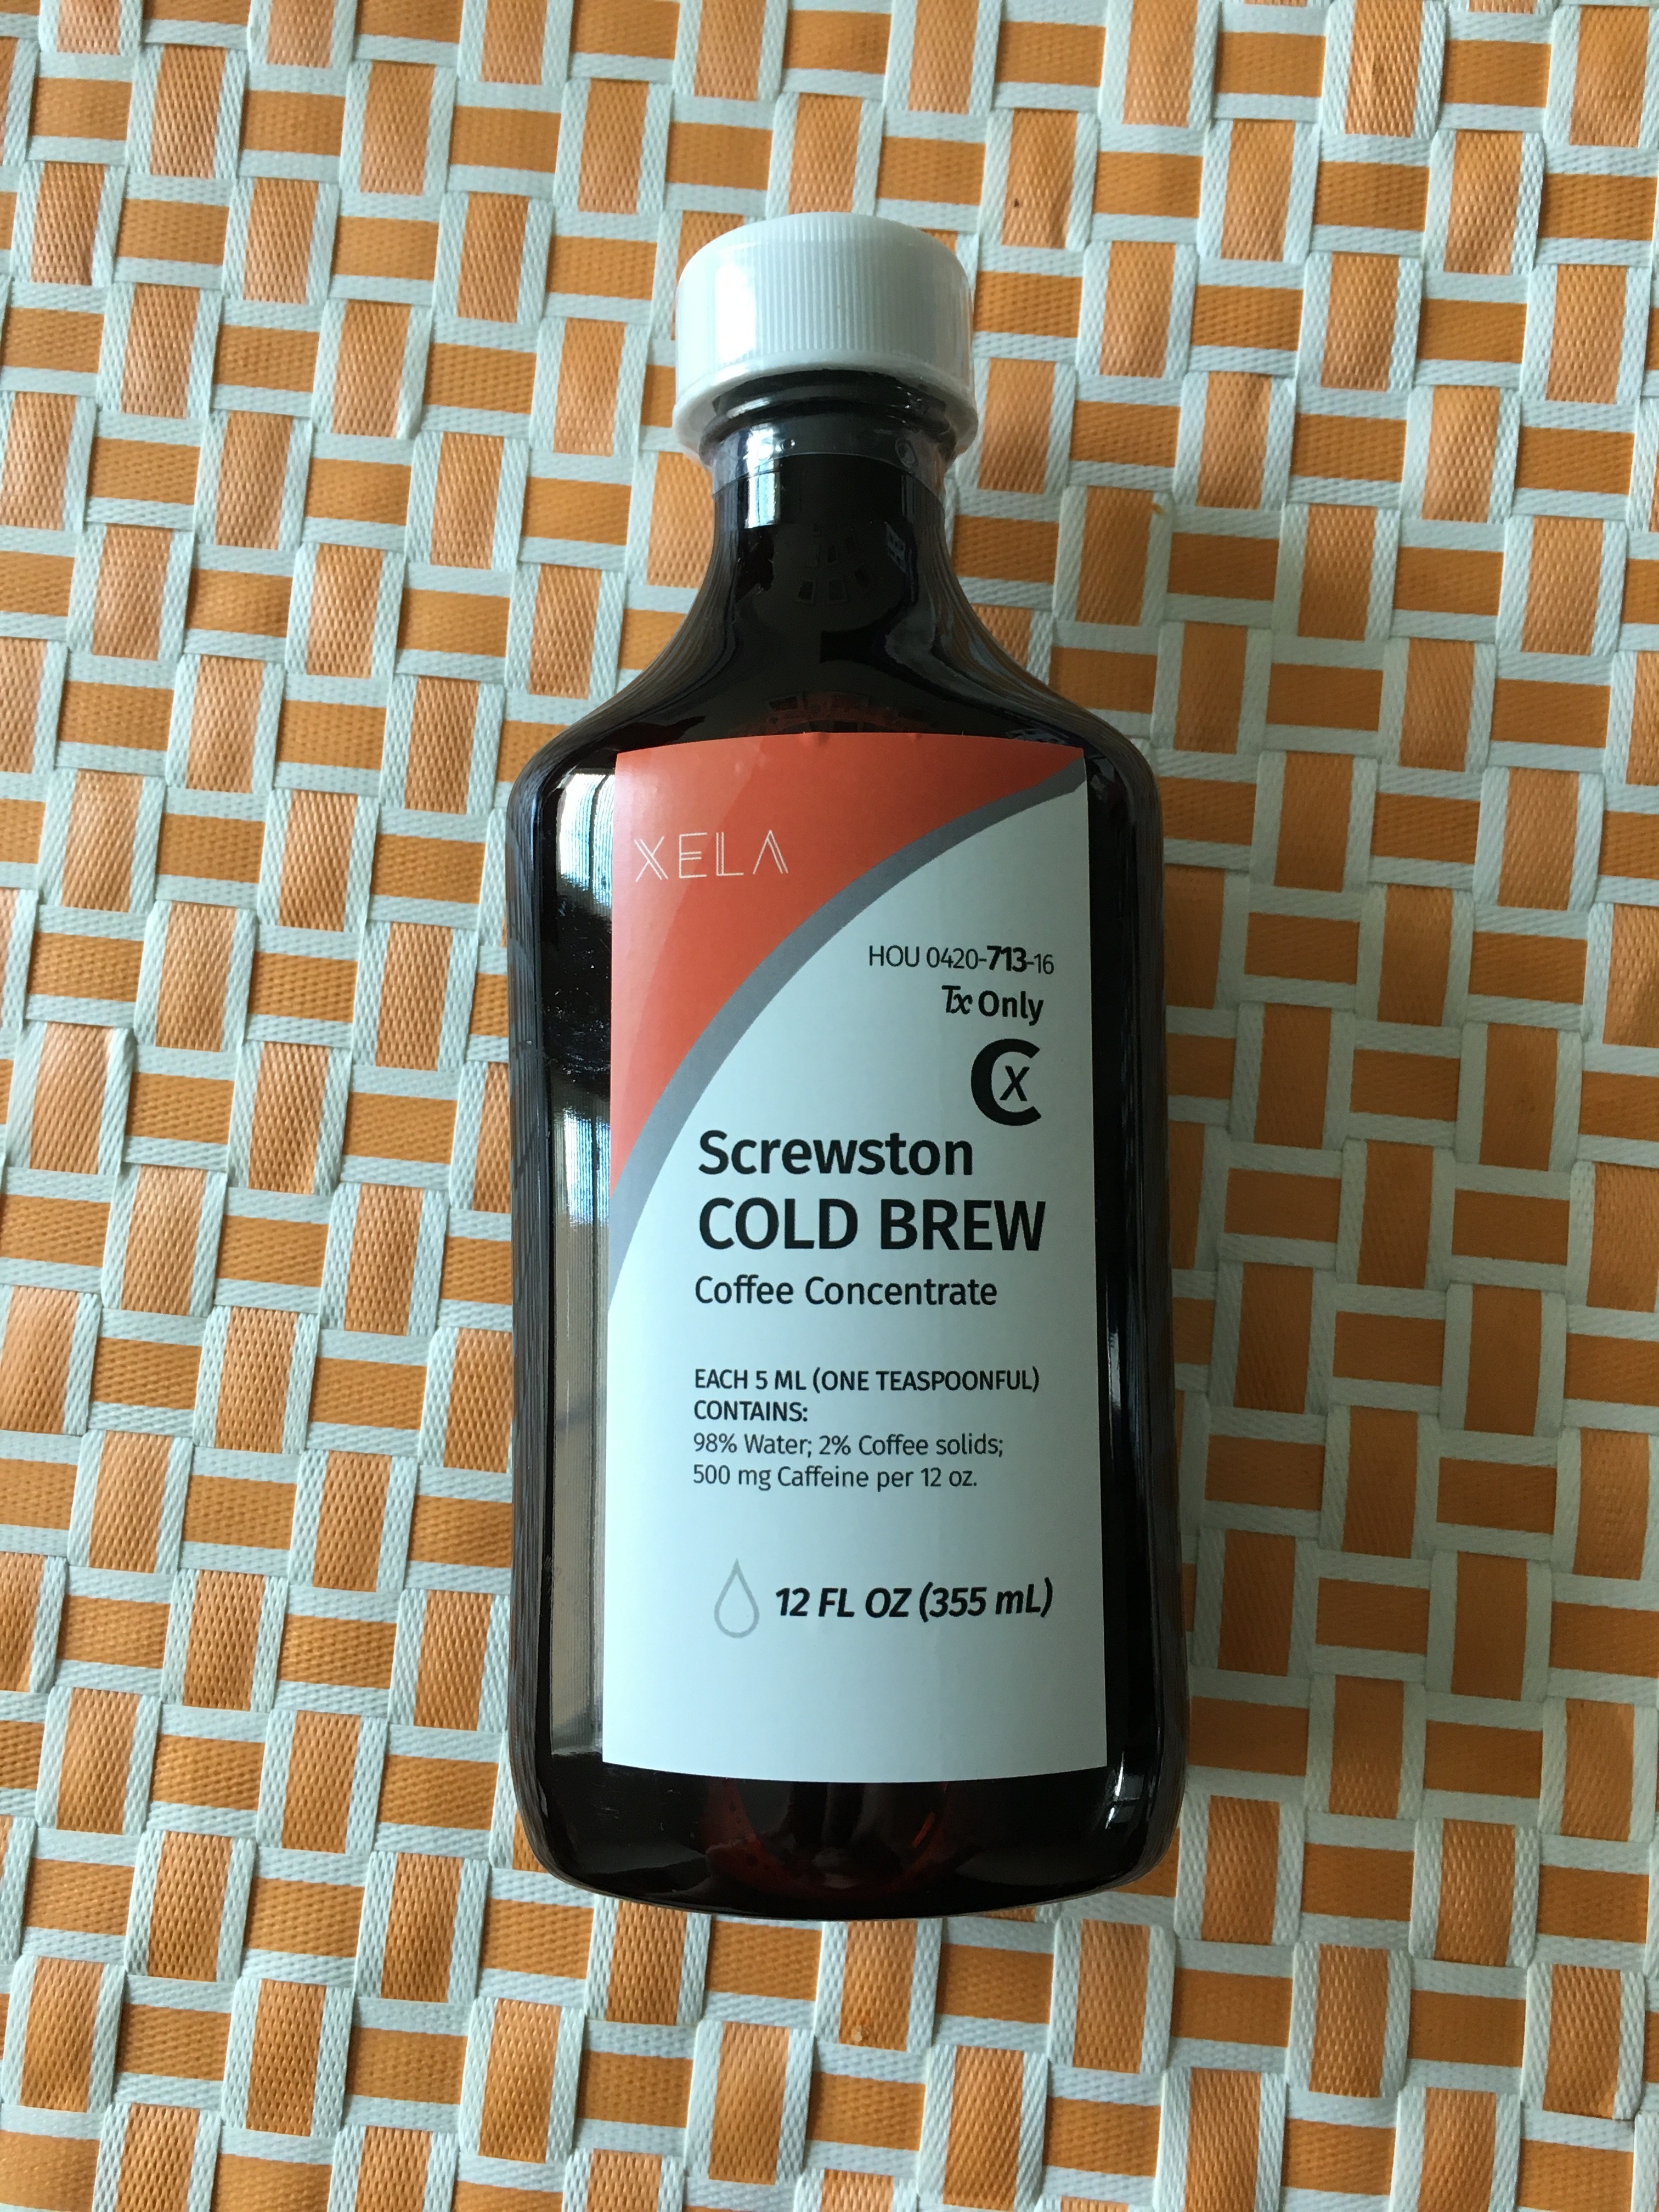 XELA
HOU 0420-713-16
Tx Only
Cx
Screwston
COLD BREW
Coffee Concentrate
EACH 5 ML (ONE TEASPOONFUL)
CONTAINS:
98% Water; 2% Coffee solids;
500 mg Caffeine per 12 oz.
12 FL OZ (355 mL)